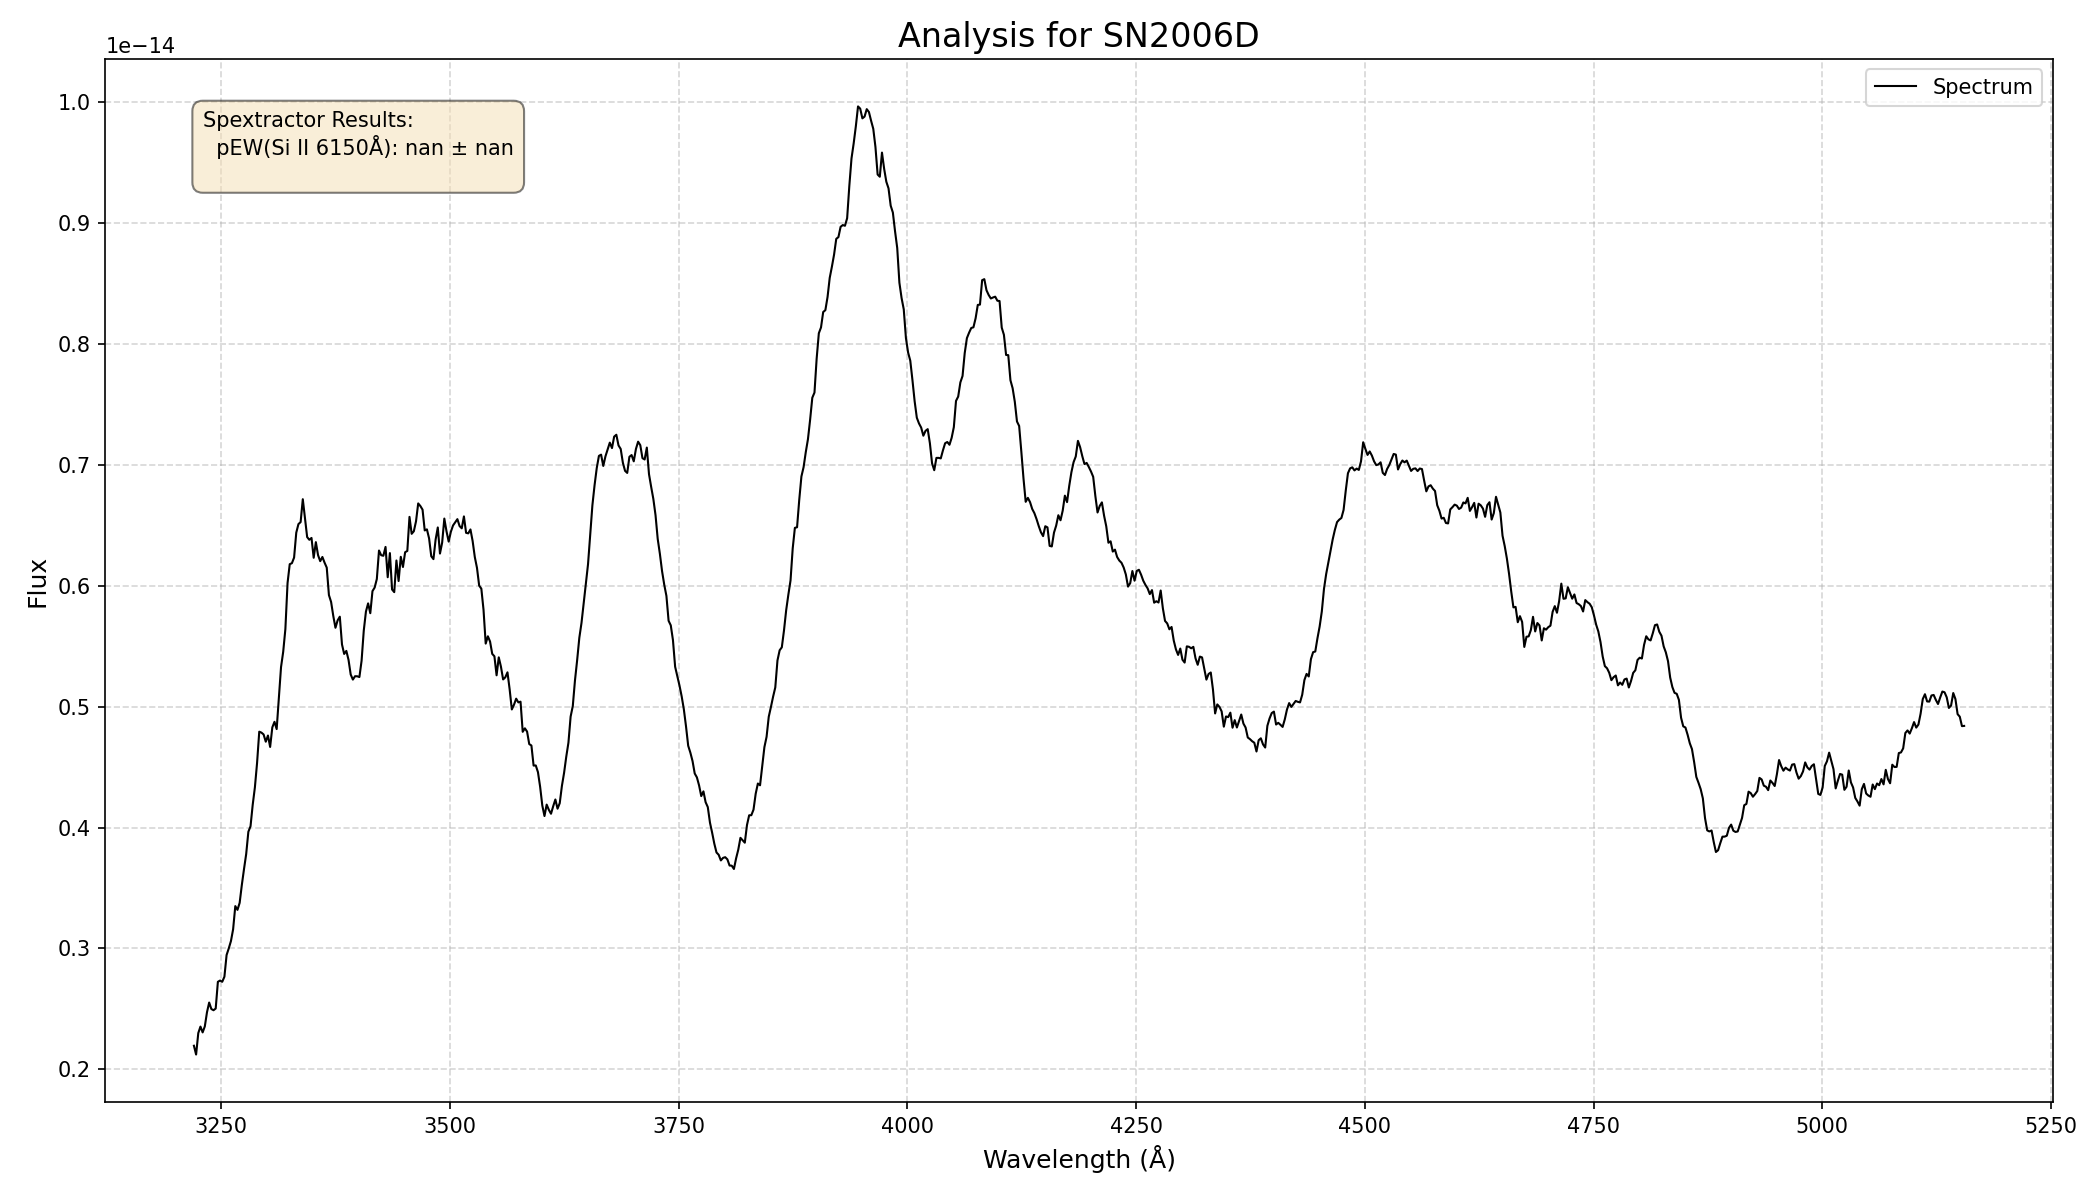 Analysis for SN2006D
1e−14
Spectrum
Spextractor Results:
pEW(Si II 6150Å): nan ± nan
1.0
0.9
0.8
0.7
0.6
0.5
0.4
0.3
0.2
Flux
3250 3500 3750 4000 4250 4500 4750 5000 5250
Wavelength (Å)